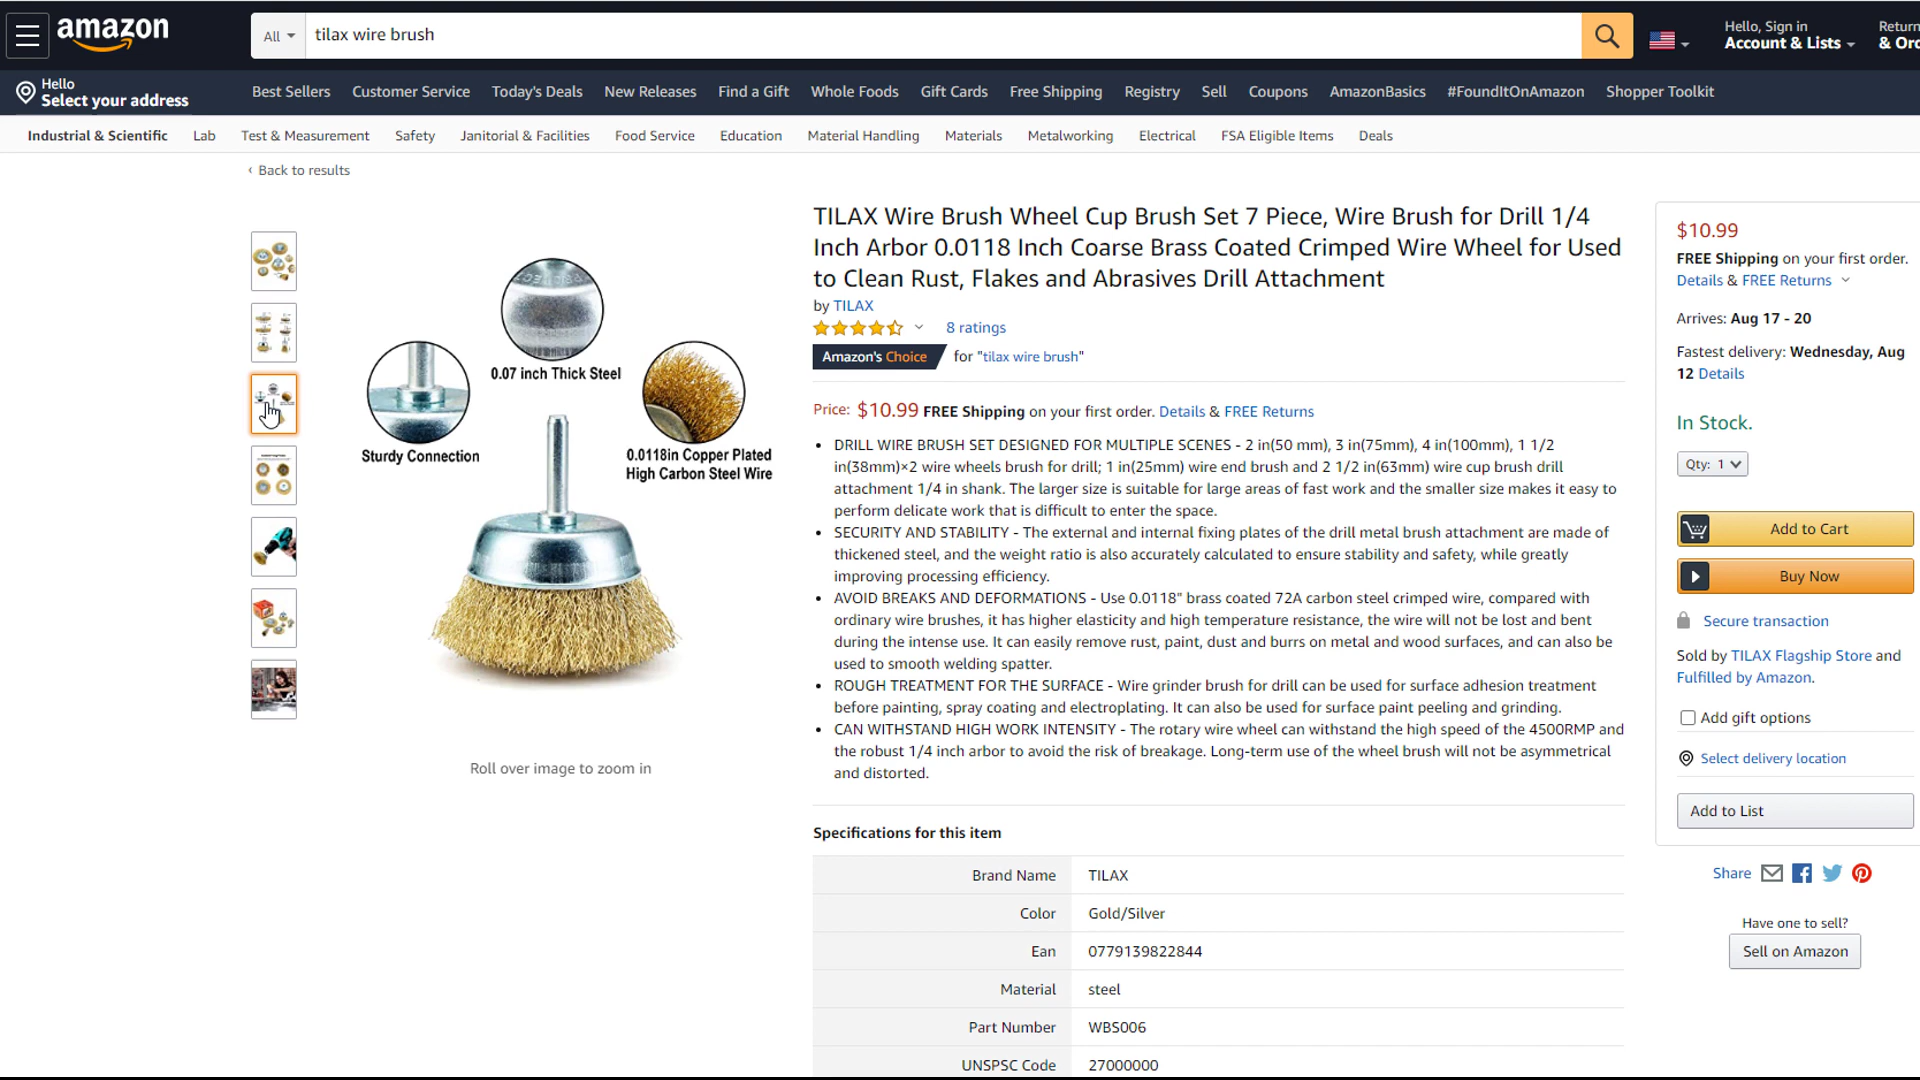 amazon
All
tilax wire brush
Hello, Sign in
Account & Lists
Return
& Ord
Hello
Select your address
Best Sellers
Customer Service
Today's Deals
New Releases
Find a Gift
Whole Foods
Gift Cards
Free Shipping
Registry
Sell
Coupons
AmazonBasics
#FoundItOnAmazon
Shopper Toolkit
Industrial & Scientific
Lab
Test & Measurement
Safety
Janitorial & Facilities
Food Service
Education
Material Handling
Materials
Metalworking
Electrical
FSA Eligible Items
Deals
‹ Back to results
0.07 inch Thick Steel
Sturdy Connection
0.0118in Copper Plated
High Carbon Steel Wire
Roll over image to zoom in
TILAX Wire Brush Wheel Cup Brush Set 7 Piece, Wire Brush for Drill 1/4
Inch Arbor 0.0118 Inch Coarse Brass Coated Crimped Wire Wheel for Used
to Clean Rust, Flakes and Abrasives Drill Attachment
by TILAX
8 ratings
Amazon's Choice for "tilax wire brush"
Price: $10.99 FREE Shipping on your first order. Details & FREE Returns
• DRILL WIRE BRUSH SET DESIGNED FOR MULTIPLE SCENES - 2 in(50 mm), 3 in(75mm), 4 in(100mm), 1 1/2
in(38mm)×2 wire wheels brush for drill; 1 in(25mm) wire end brush and 2 1/2 in(63mm) wire cup brush drill
attachment 1/4 in shank. The larger size is suitable for large areas of fast work and the smaller size makes it easy to
perform delicate work that is difficult to enter the space.
• SECURITY AND STABILITY - The external and internal fixing plates of the drill metal brush attachment are made of
thickened steel, and the weight ratio is also accurately calculated to ensure stability and safety, while greatly
improving processing efficiency.
• AVOID BREAKS AND DEFORMATIONS - Use 0.0118" brass coated 72A carbon steel crimped wire, compared with
ordinary wire brushes, it has higher elasticity and high temperature resistance, the wire will not be lost and bent
during the intense use. It can easily remove rust, paint, dust and burrs on metal and wood surfaces, and can also be
used to smooth welding spatter.
• ROUGH TREATMENT FOR THE SURFACE - Wire grinder brush for drill can be used for surface adhesion treatment
before painting, spray coating and electroplating. It can also be used for surface paint peeling and grinding.
• CAN WITHSTAND HIGH WORK INTENSITY - The rotary wire wheel can withstand the high speed of the 4500RMP and
the robust 1/4 inch arbor to avoid the risk of breakage. Long-term use of the wheel brush will not be asymmetrical
and distorted.
Specifications for this item
Brand Name TILAX
Color Gold/Silver
Ean 0779139822844
Material steel
Part Number WBS006
UNSPSC Code 27000000
$10.99
FREE Shipping on your first order.
Details & FREE Returns
Arrives: Aug 17 - 20
Fastest delivery: Wednesday, Aug
12 Details
In Stock.
Qty: 1
Add to Cart
Buy Now
Secure transaction
Sold by TILAX Flagship Store and
Fulfilled by Amazon.
Add gift options
Select delivery location
Add to List
Share
Have one to sell?
Sell on Amazon